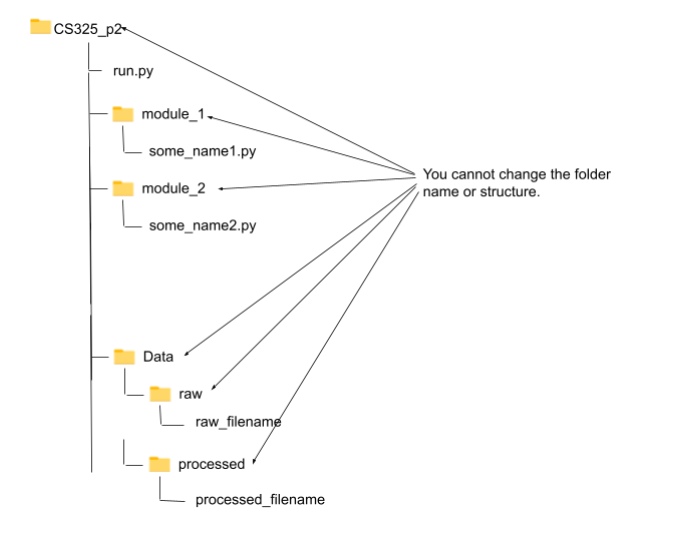 CS325_p2
run.py
module_1
some_name1.py
module_2
some_name2.py
You cannot change the folder
name or structure.
Data
raw
raw_filename
processed
processed_filename